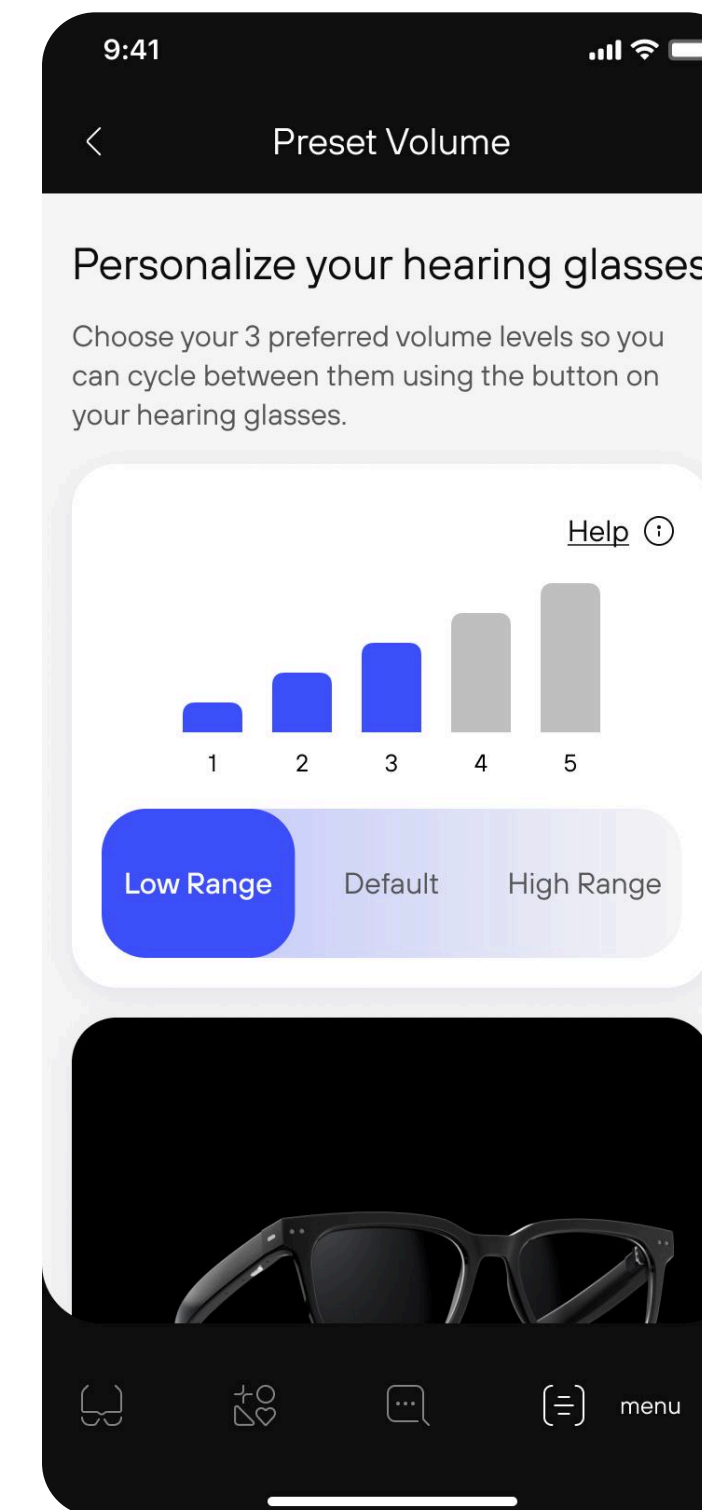 9:41
Preset Volume
Personalize your hearing glasses
Choose your 3 preferred volume levels so you
can cycle between them using the button on
your hearing glasses.
Help
1 2 3 4 5
Low Range Default High Range
menu